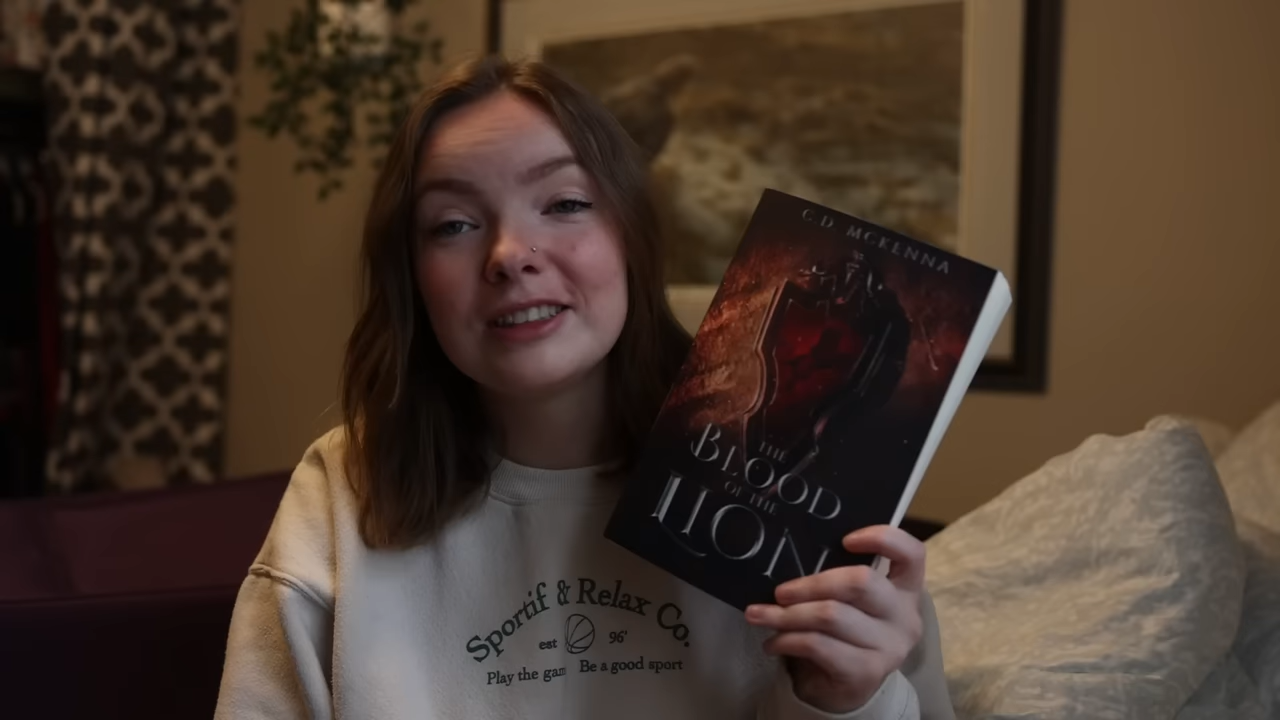 C.D. MCKENNA
THE
BLOOD
OF THE
LION
Sportif & Relax Co.
est 96'
Play the gam Be a good sport